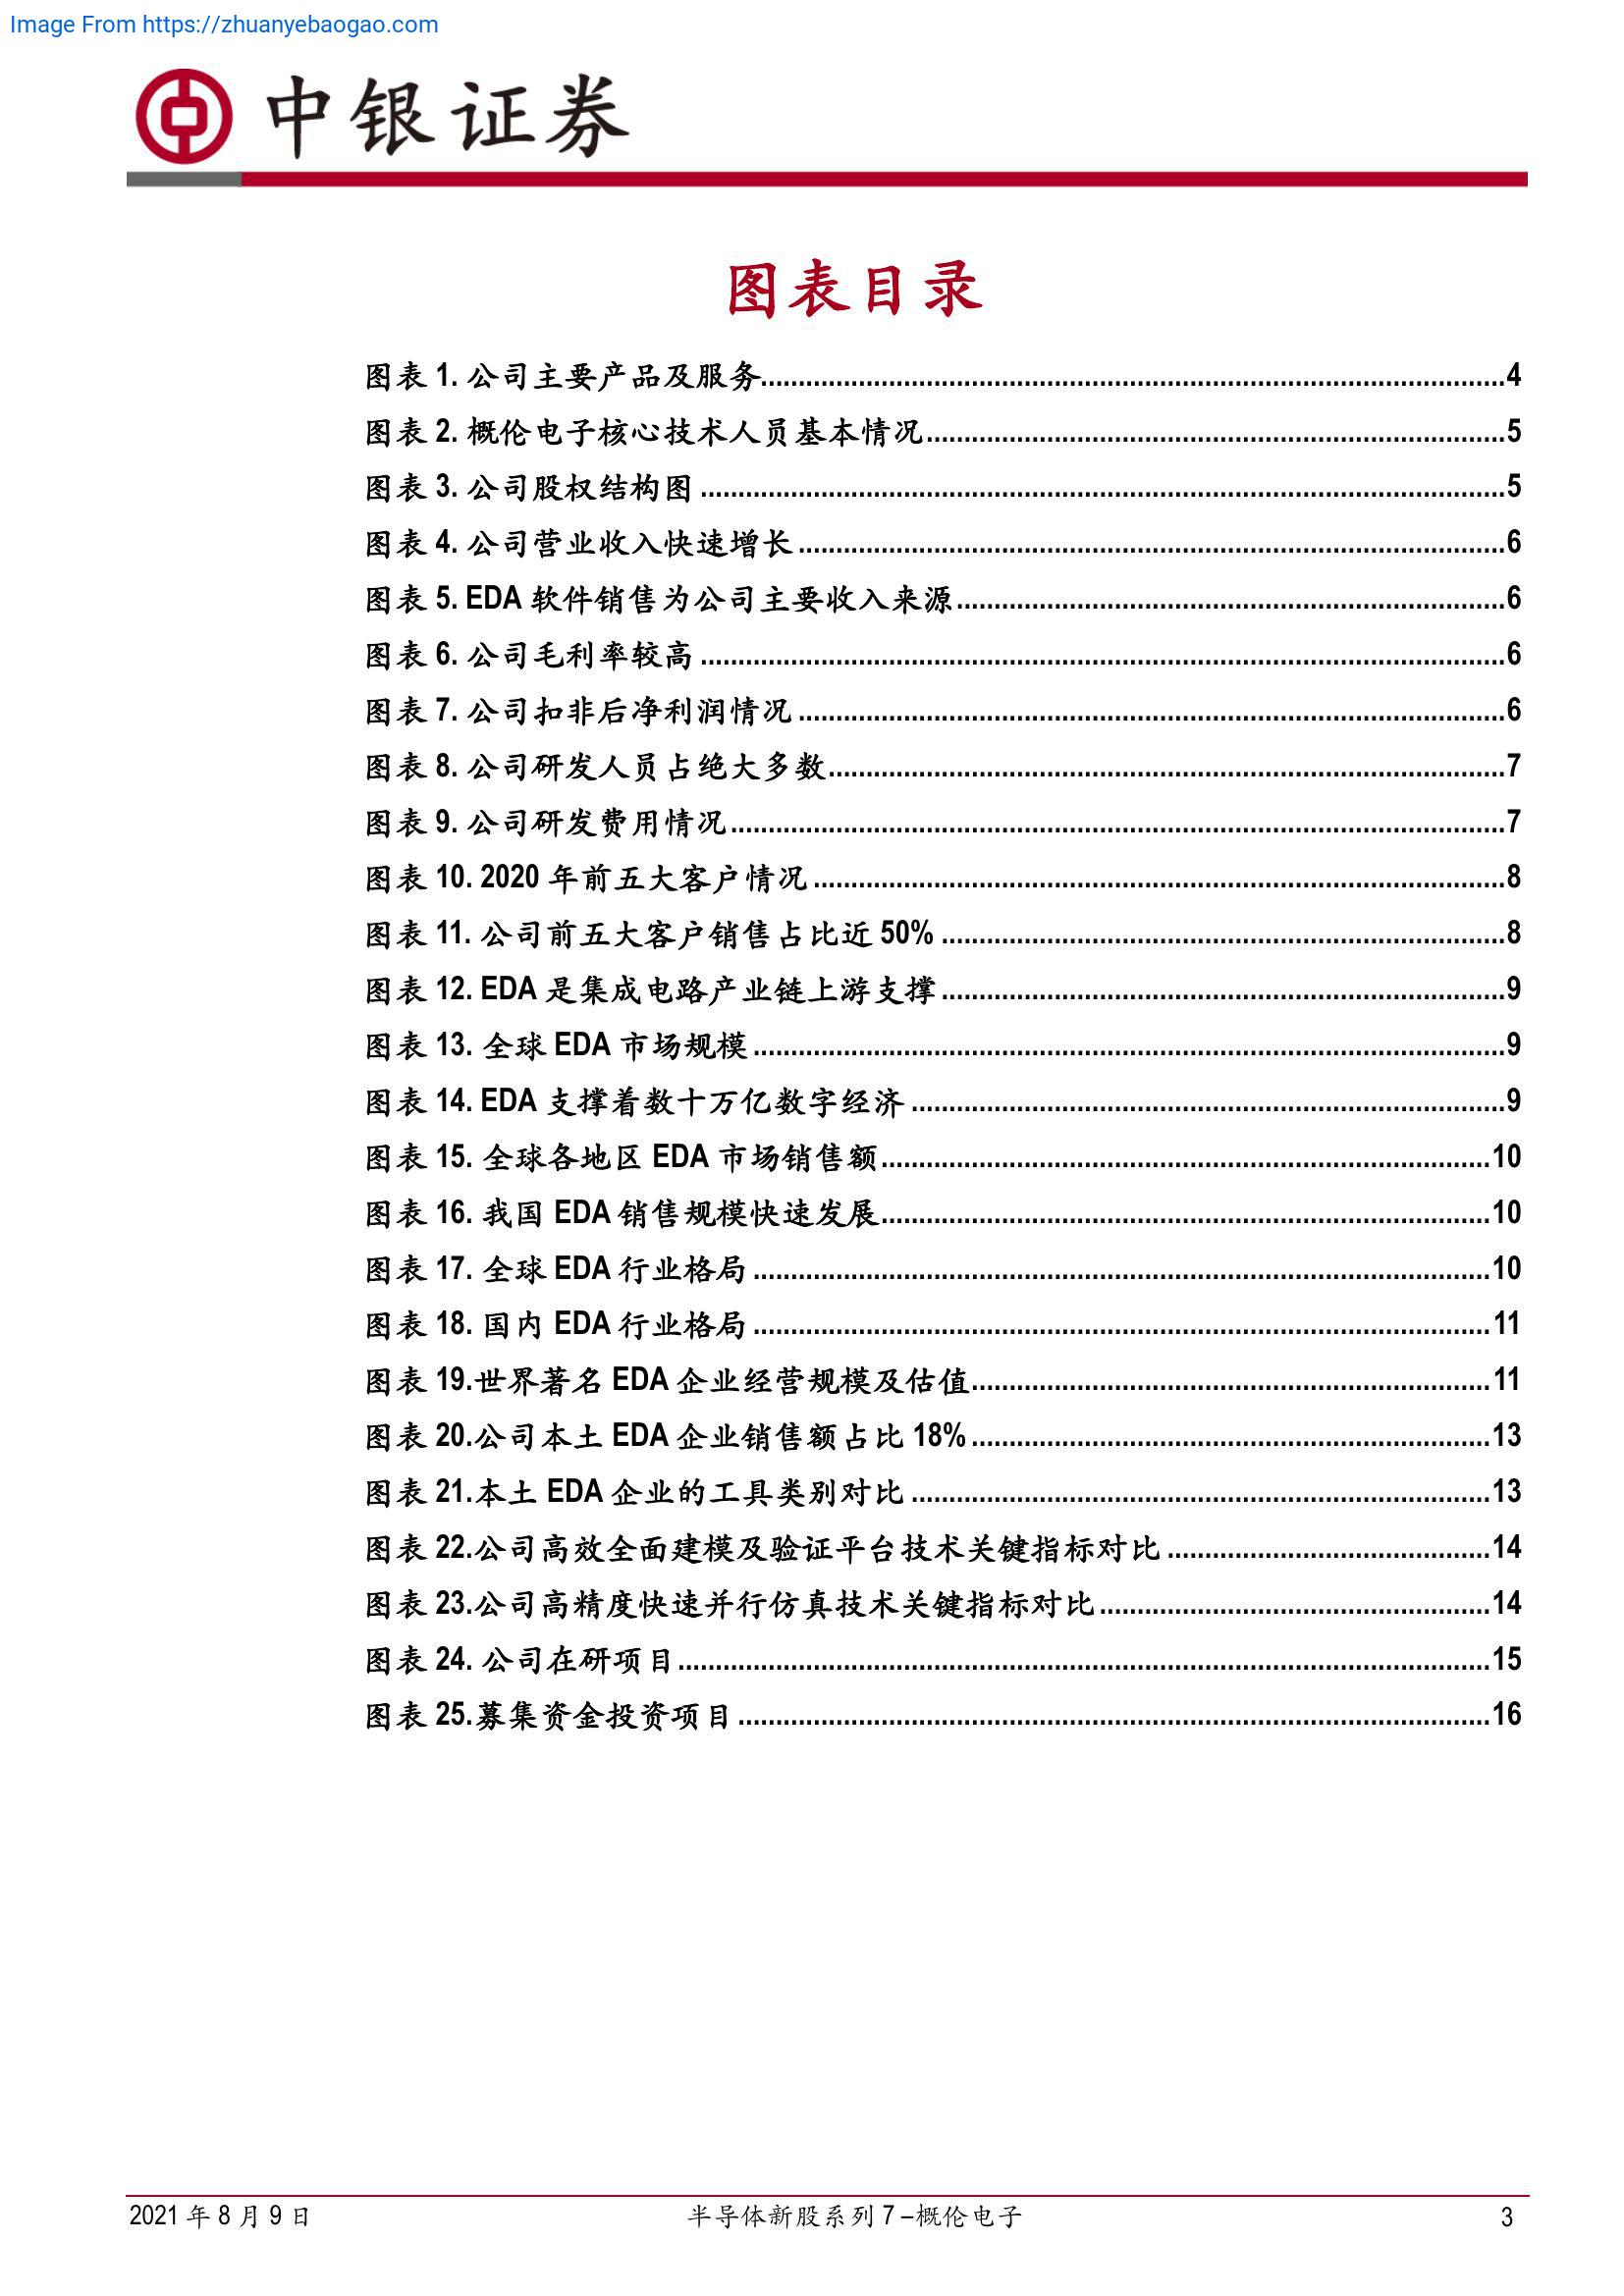 Image From https://zhuanyebaogao.com
中银证券
图表目录
图表 1. 公司主要产品及服务....................4
图表 2. 概伦电子核心技术人员基本情况....................5
图表 3. 公司股权结构图....................5
图表 4. 公司营业收入快速增长....................6
图表 5. EDA 软件销售为公司主要收入来源....................6
图表 6. 公司毛利率较高....................6
图表 7. 公司扣非后净利润情况....................6
图表 8. 公司研发人员占绝大多数....................7
图表 9. 公司研发费用情况....................7
图表 10. 2020 年前五大客户情况....................8
图表 11. 公司前五大客户销售占比近 50%....................8
图表 12. EDA 是集成电路产业链上游支撑....................9
图表 13. 全球 EDA 市场规模....................9
图表 14. EDA 支撑着数十万亿数字经济....................9
图表 15. 全球各地区 EDA 市场销售额....................10
图表 16. 我国 EDA 销售规模快速发展....................10
图表 17. 全球 EDA 行业格局....................10
图表 18. 国内 EDA 行业格局....................11
图表 19.世界著名 EDA 企业经营规模及估值....................11
图表 20.公司本土 EDA 企业销售额占比 18%....................13
图表 21.本土 EDA 企业的工具类别对比....................13
图表 22.公司高效全面建模及验证平台技术关键指标对比....................14
图表 23.公司高精度快速并行仿真技术关键指标对比....................14
图表 24. 公司在研项目....................15
图表 25.募集资金投资项目....................16
2021 年 8 月 9 日 半导体新股系列 7 –概伦电子 3